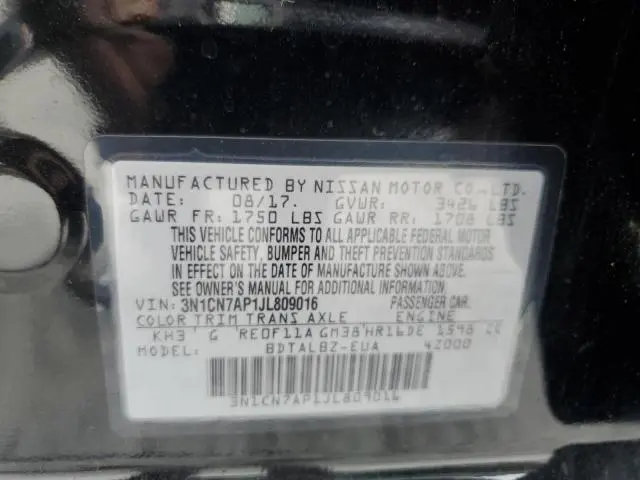 MANUFACTURED BY NISSAN MOTOR CO., LTD.
DATE: 08/17. GVWR: 3426 LBS
GAWR FR: 1750 LBS GAWR RR: 1708 LBS
THIS VEHICLE CONFORMS TO ALL APPLICABLE FEDERAL MOTOR
VEHICLE SAFETY, BUMPER AND THEFT PREVENTION STANDARDS
IN EFFECT ON THE DATE OF MANUFACTURE SHOWN ABOVE.
SEE OWNER'S MANUAL FOR ADDITIONAL INFORMATION.
VIN: 3N1CN7AP1JL809016 PASSENGER CAR.
COLOR TRIM TRANS AXLE ENGINE
KH3 G RE0F11A GM38 HR16DE 1598 CC
MODEL: BDTALBZ-EUA 42000
3N1CN7AP1JL809016